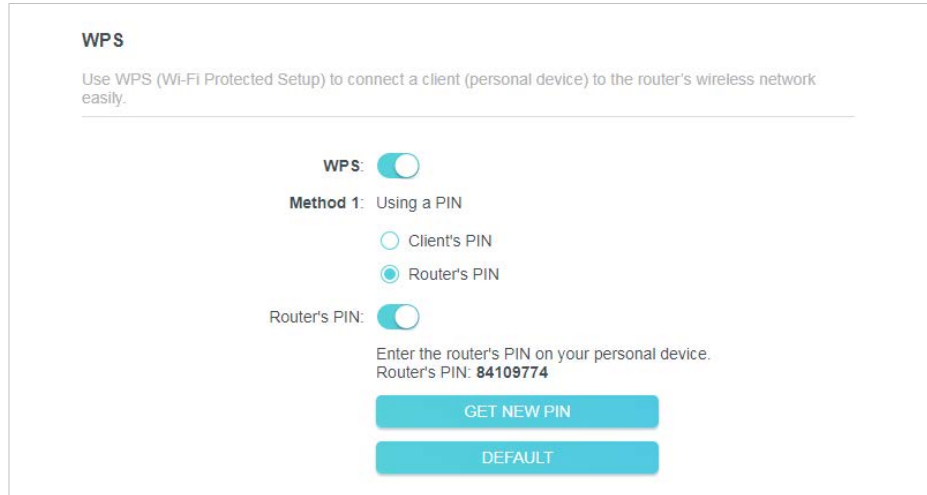 WPS
Use WPS (Wi-Fi Protected Setup) to connect a client (personal device) to the router's wireless network
easily.
WPS:
Method 1: Using a PIN
Client's PIN
Router's PIN
Router's PIN:
Enter the router's PIN on your personal device.
Router's PIN: 84109774
GET NEW PIN
DEFAULT